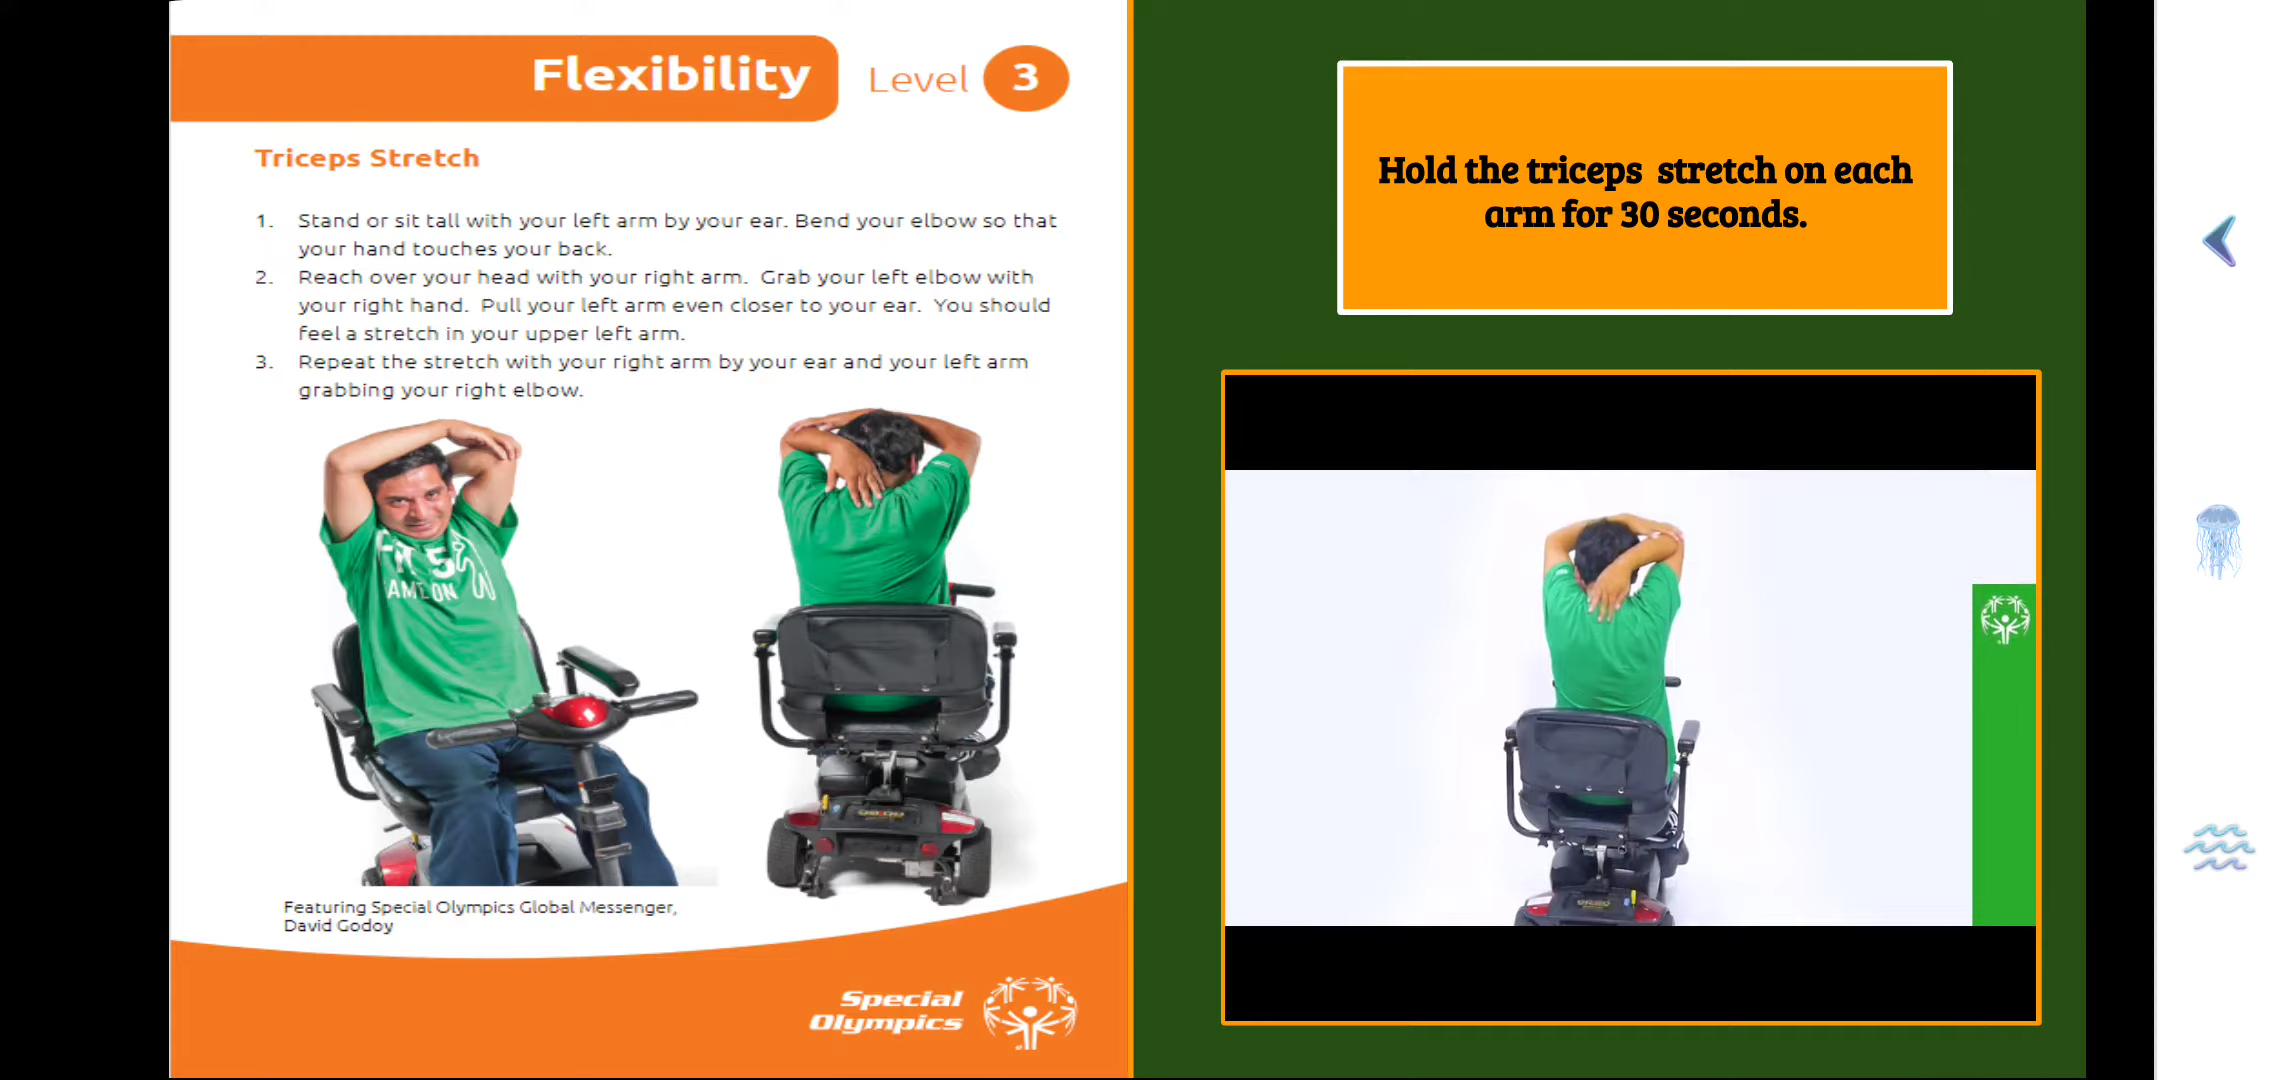 Flexibility Level 3
Triceps Stretch
1. Stand or sit tall with your left arm by your ear. Bend your elbow so that
your hand touches your back.
2. Reach over your head with your right arm. Grab your left elbow with
your right hand. Pull your left arm even closer to your ear. You should
feel a stretch in your upper left arm.
3. Repeat the stretch with your right arm by your ear and your left arm
grabbing your right elbow.
Featuring Special Olympics Global Messenger,
David Godoy
Special
Olympics
Hold the triceps stretch on each
arm for 30 seconds.